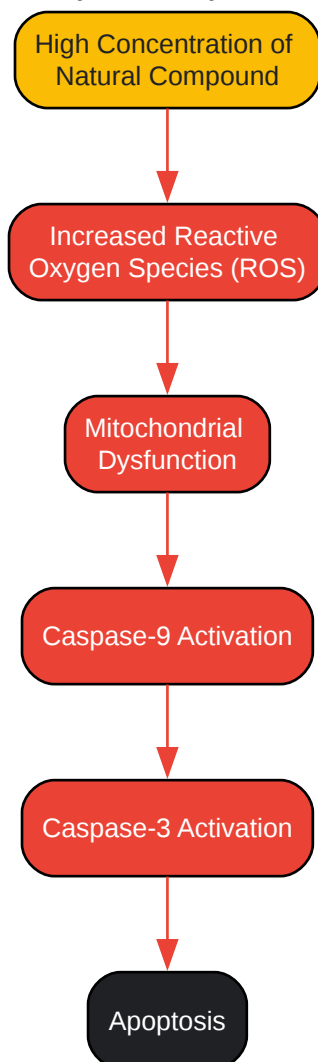 High Concentration of
Natural Compound
Increased Reactive
Oxygen Species (ROS)
Mitochondrial
Dysfunction
Caspase-9 Activation
Caspase-3 Activation
Apoptosis